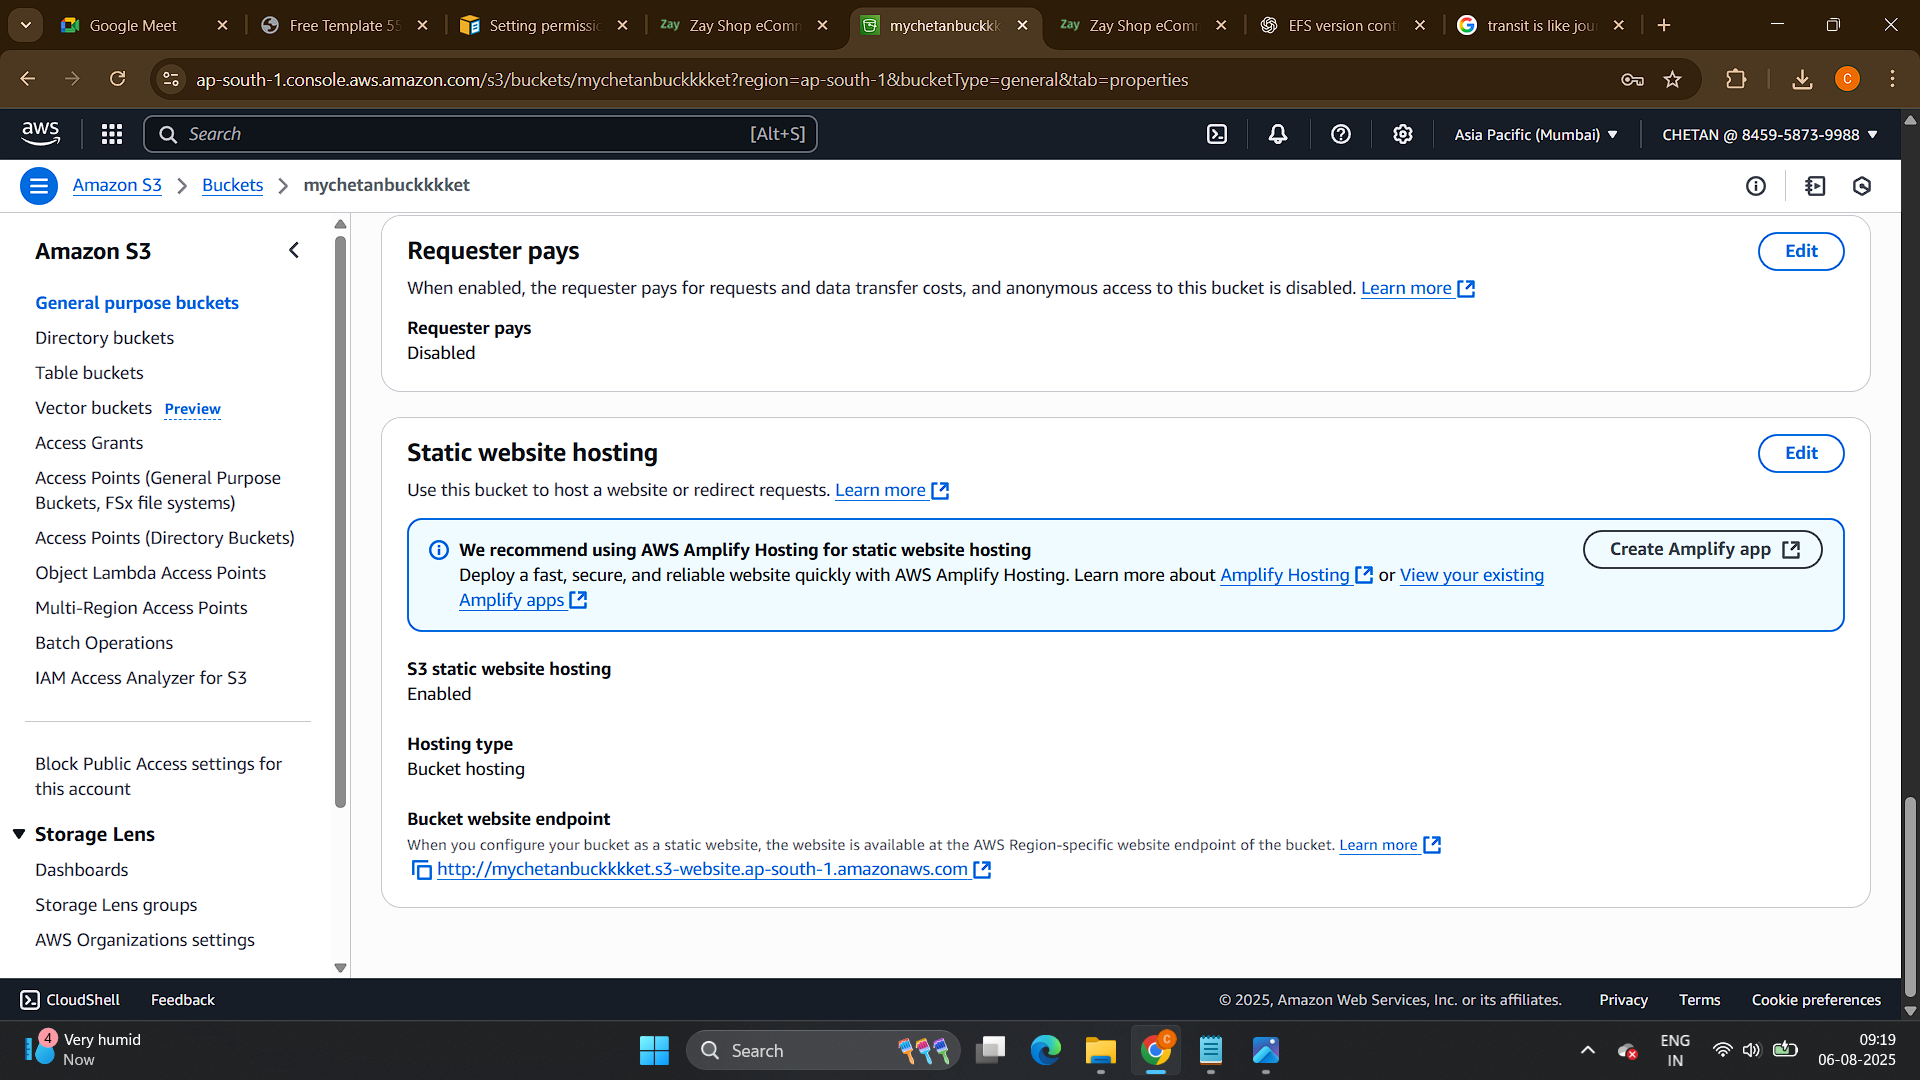 Google Meet
Free Template 55
Setting permissio
Zay Zay Shop eComm
mychetanbuckkk
Zay Zay Shop eComm
EFS version cont
transit is like jou
ap-south-1.console.aws.amazon.com/s3/buckets/mychetanbuckkkket?region=ap-south-1&bucketType=general&tab=properties
C
aws
Search
[Alt+S]
Asia Pacific (Mumbai)
CHETAN @ 8459-5873-9988
Amazon S3
Buckets
mychetanbuckkkket
Amazon S3
General purpose buckets
Directory buckets
Table buckets
Vector buckets Preview
Access Grants
Access Points (General Purpose
Buckets, FSx file systems)
Access Points (Directory Buckets)
Object Lambda Access Points
Multi-Region Access Points
Batch Operations
IAM Access Analyzer for S3
Block Public Access settings for
this account
Storage Lens
Dashboards
Storage Lens groups
AWS Organizations settings
Requester pays
Edit
When enabled, the requester pays for requests and data transfer costs, and anonymous access to this bucket is disabled. Learn more
Requester pays
Disabled
Static website hosting
Edit
Use this bucket to host a website or redirect requests. Learn more
We recommend using AWS Amplify Hosting for static website hosting
Create Amplify app
Deploy a fast, secure, and reliable website quickly with AWS Amplify Hosting. Learn more about Amplify Hosting or View your existing
Amplify apps
S3 static website hosting
Enabled
Hosting type
Bucket hosting
Bucket website endpoint
When you configure your bucket as a static website, the website is available at the AWS Region-specific website endpoint of the bucket. Learn more
http://mychetanbuckkkket.s3-website.ap-south-1.amazonaws.com
CloudShell
Feedback
© 2025, Amazon Web Services, Inc. or its affiliates.
Privacy
Terms
Cookie preferences
4
Very humid
Now
Search
C
ENG
IN
09:19
06-08-2025